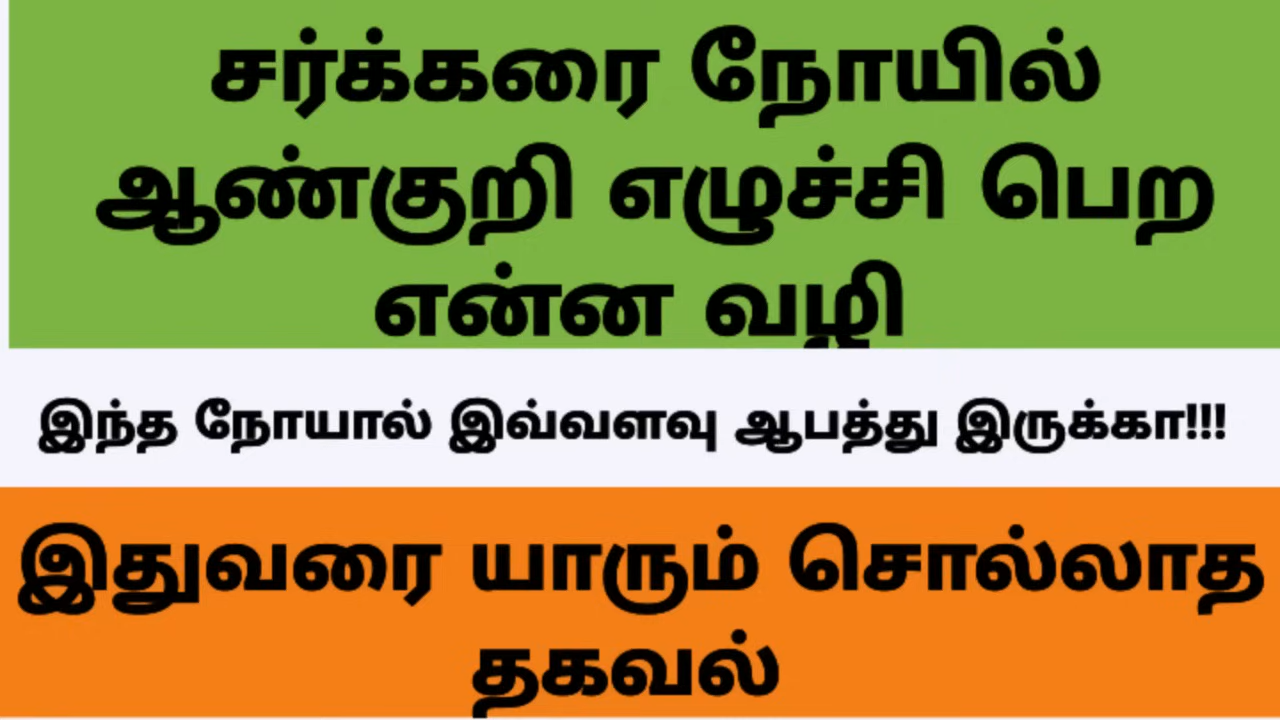 சர்க்கரை நோயில்
ஆண்குறி எழுச்சி பெற
என்ன வழி
இந்த நோயால் இவ்வளவு ஆபத்து இருக்கா!!!
இதுவரை யாரும் சொல்லாத
தகவல்